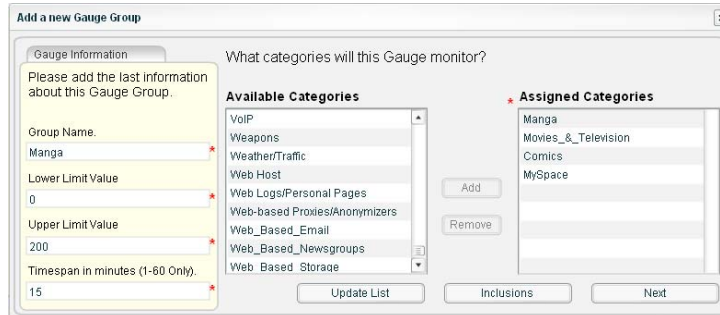 Add a new Gauge Group
Gauge Information
Please add the last information
about this Gauge Group.
Group Name.
Manga *
Lower Limit Value
0 *
Upper Limit Value
200 *
Timespan in minutes (1-60 Only).
15 *
What categories will this Gauge monitor?
Available Categories
VoIP
Weapons
Weather/Traffic
Web Host
Web Logs/Personal Pages
Web-based Proxies/Anonymizers
Web_Based_Email
Web_Based_Newsgroups
Web_Based_Storage
Add
Remove
* Assigned Categories
Manga
Movies_&_Television
Comics
MySpace
Update List
Inclusions
Next